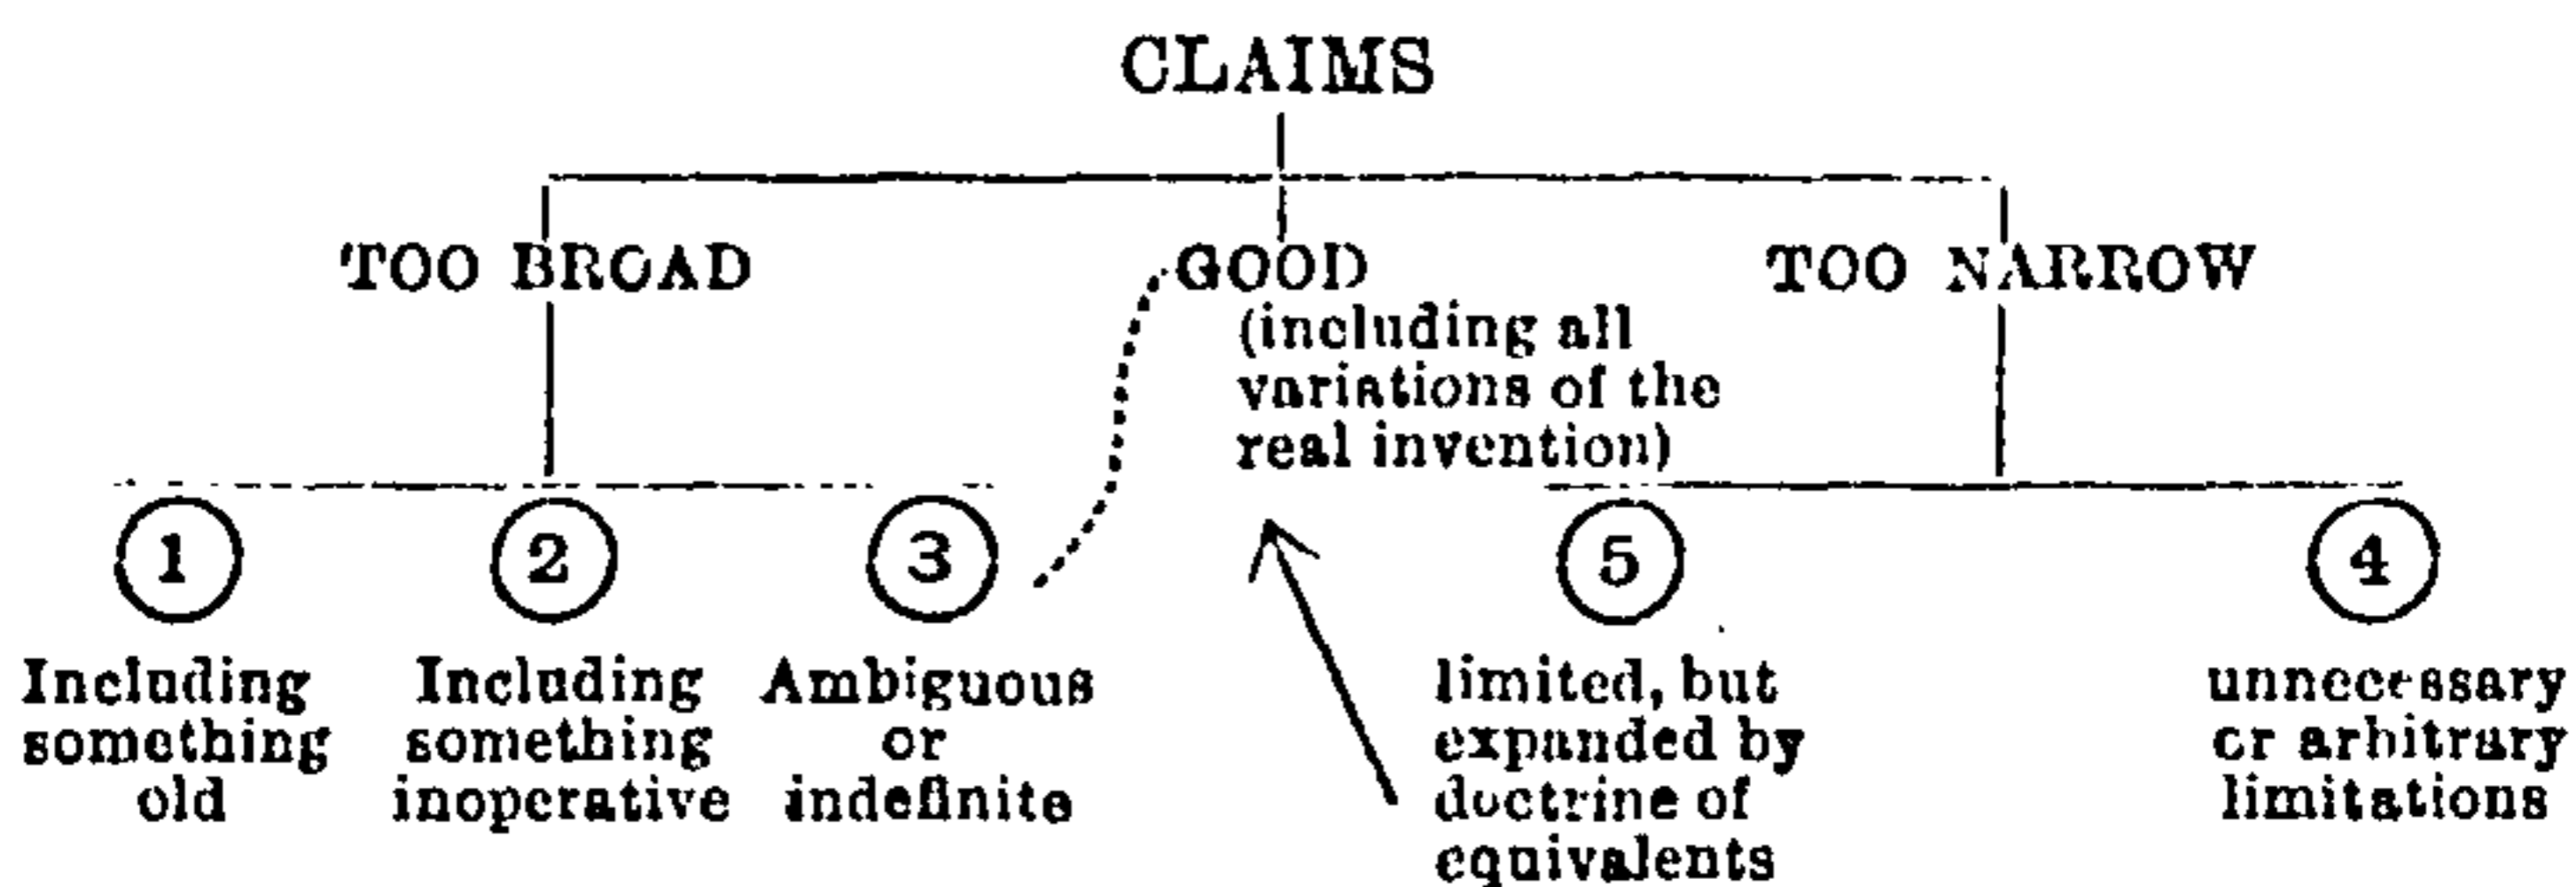 CLAIMS
TOO BROAD
GOOD
(including all
variations of the
real invention)
TOO NARROW
1
Including
something
old
2
Including
something
inoperative
3
Ambiguous
or
indefinite
5
limited, but
expanded by
doctrine of
equivalents
4
unnecessary
or arbitrary
limitations